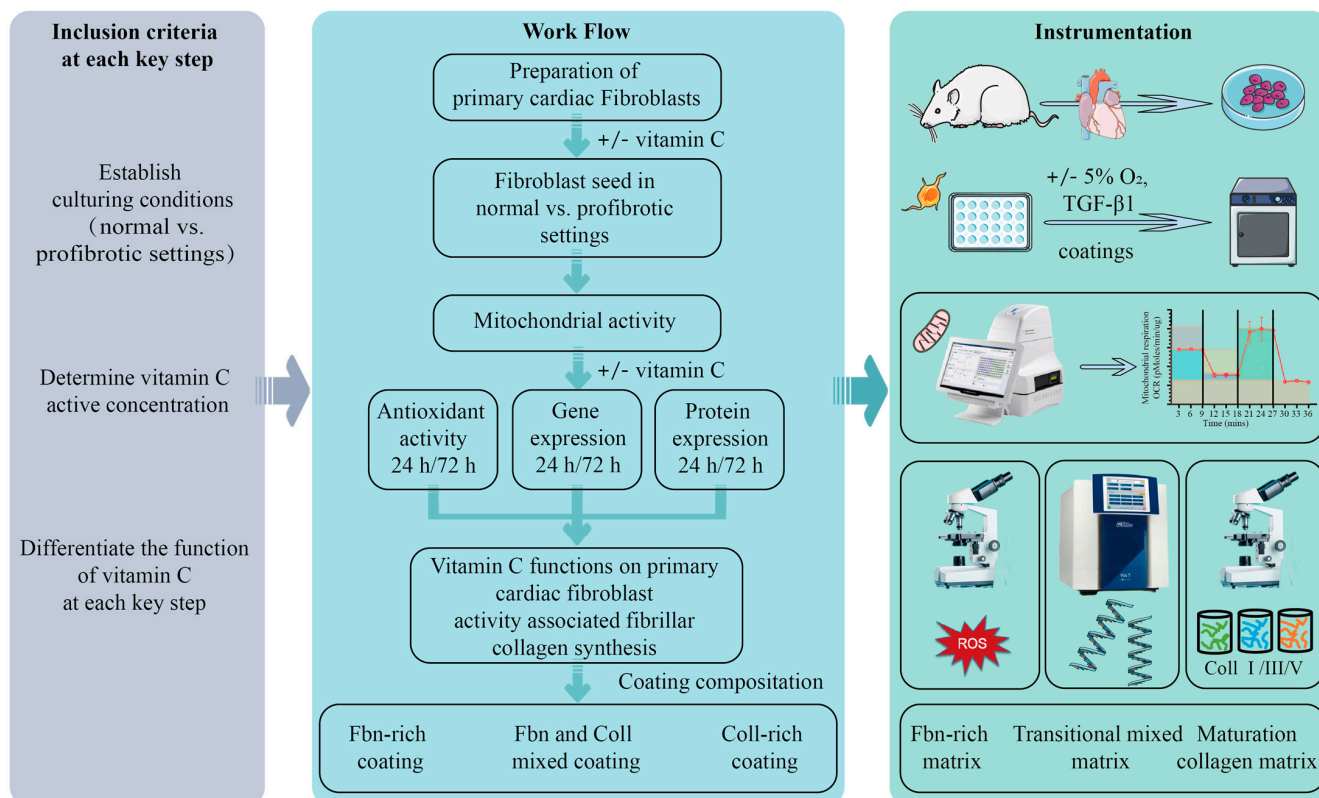 Inclusion criteria
at each key step
Establish
culturing conditions
(normal vs.
profibrotic settings)
Determine vitamin C
active concentration
Differentiate the function
of vitamin C
at each key step
Work Flow
Preparation of
primary cardiac Fibroblasts
+/- vitamin C
Fibroblast seed in
normal vs. profibrotic
settings
Mitochondrial activity
+/- vitamin C
Antioxidant
activity
24 h/72 h
Gene
expression
24 h/72 h
Protein
expression
24 h/72 h
Vitamin C functions on primary
cardiac fibroblast
activity associated fibrillar
collagen synthesis
Coating compositation
Fbn-rich
coating
Fbn and Coll
mixed coating
Coll-rich
coating
Instrumentation
+/- 5% O₂,
TGF-β1
coatings
Mitochondrial respiration
OCR (pMoles/min/ug)
3 6 9 12 15 18 21 24 27 30 33 36
Time (mins)
ROS
Coll I /III/V
Fbn-rich
matrix
Transitional mixed
matrix
Maturation
collagen matrix